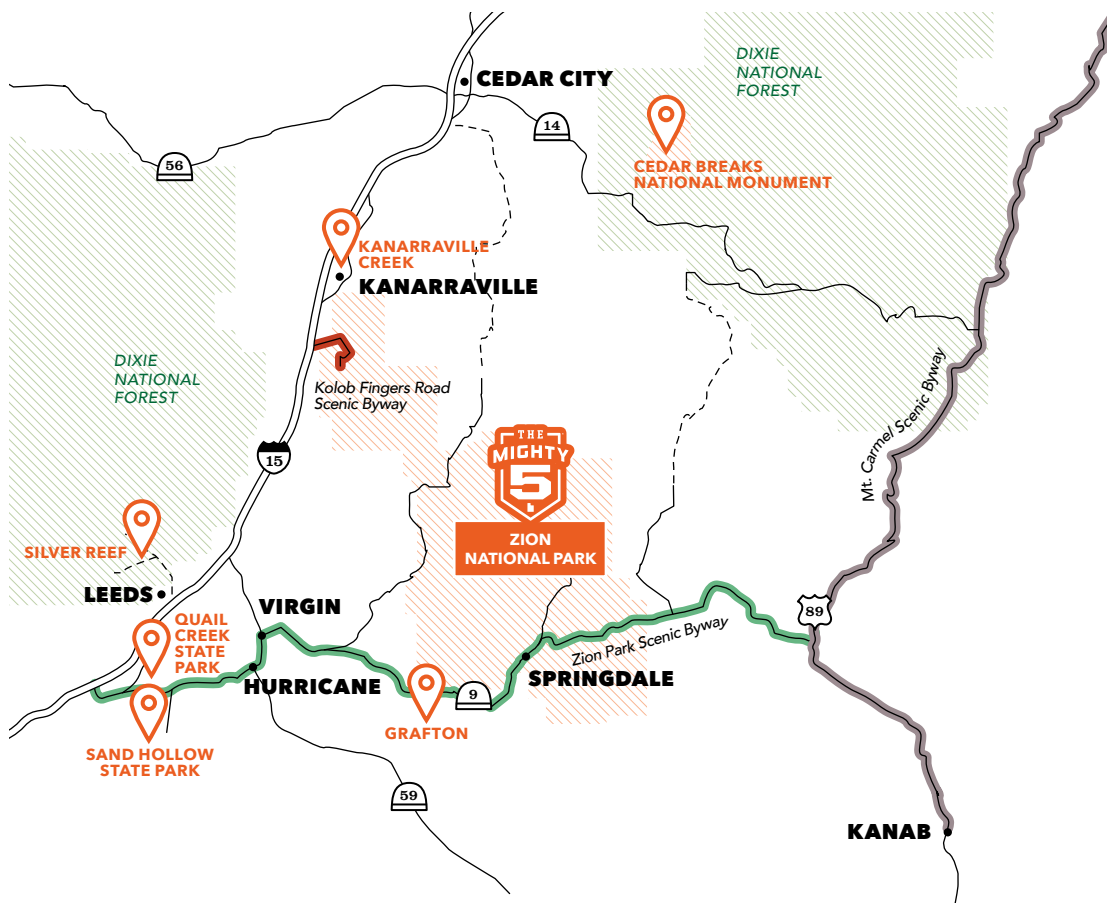 DIXIE
NATIONAL
FOREST
CEDAR CITY
14
56
CEDAR BREAKS
NATIONAL MONUMENT
KANARRAVILLE
CREEK
KANARRAVILLE
DIXIE
NATIONAL
FOREST
Kolob Fingers Road
Scenic Byway
Mt. Carmel Scenic Byway
15
THE
MIGHTY
5
ZION
NATIONAL PARK
SILVER REEF
LEEDS
VIRGIN
89
QUAIL
CREEK
STATE
PARK
Zion Park Scenic Byway
HURRICANE
SPRINGDALE
9
GRAFTON
SAND HOLLOW
STATE PARK
59
KANAB